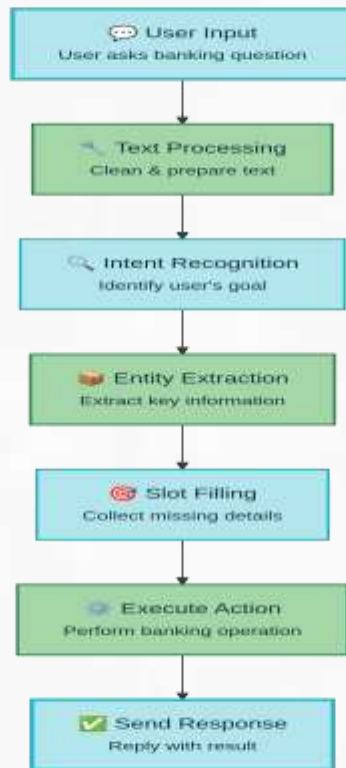 💬 User Input
User asks banking question
🔧 Text Processing
Clean & prepare text
🔍 Intent Recognition
Identify user's goal
📦 Entity Extraction
Extract key information
🎯 Slot Filling
Collect missing details
⚙️ Execute Action
Perform banking operation
✅ Send Response
Reply with result